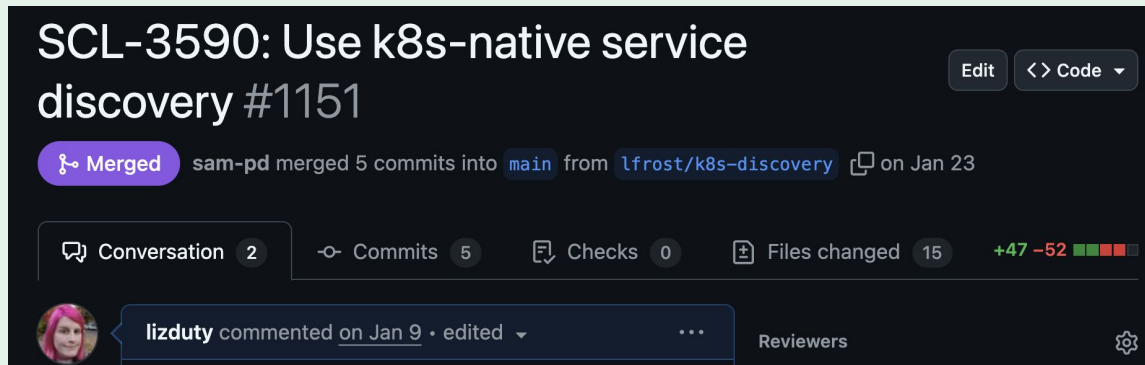 SCL-3590: Use k8s-native service
discovery #1151
Edit
<> Code
Merged
sam-pd merged 5 commits into main from lfrost/k8s-discovery on Jan 23
Conversation 2
Commits 5
Checks 0
Files changed 15
+47 −52
lizduty commented on Jan 9 • edited
...
Reviewers